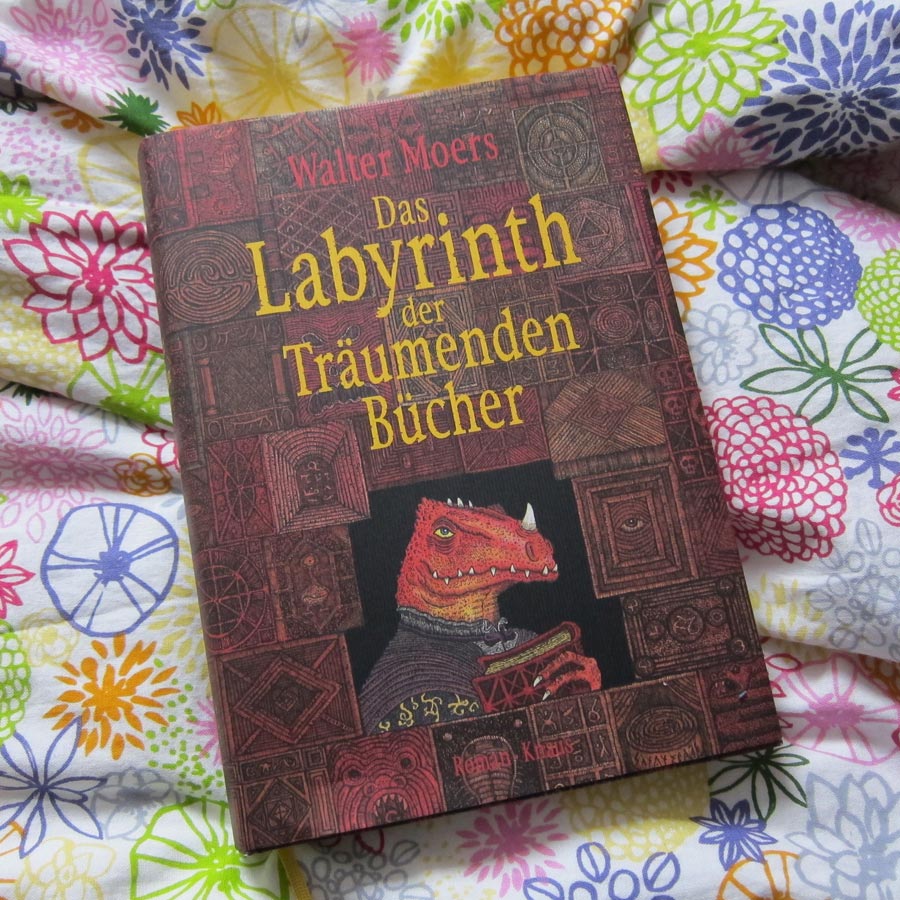 Walter Moers
Das
Labyrinth
der
Träumenden
Bücher
Roman Knaus